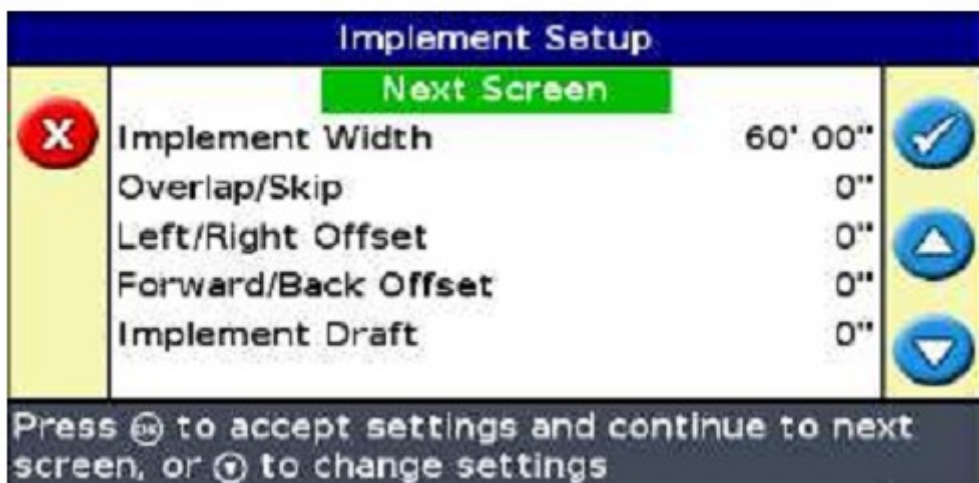 Implement Setup
Next Screen
X
Implement Width 60' 00"
Overlap/Skip 0"
Left/Right Offset 0"
Forward/Back Offset 0"
Implement Draft 0"
Press OK to accept settings and continue to next
screen, or to change settings